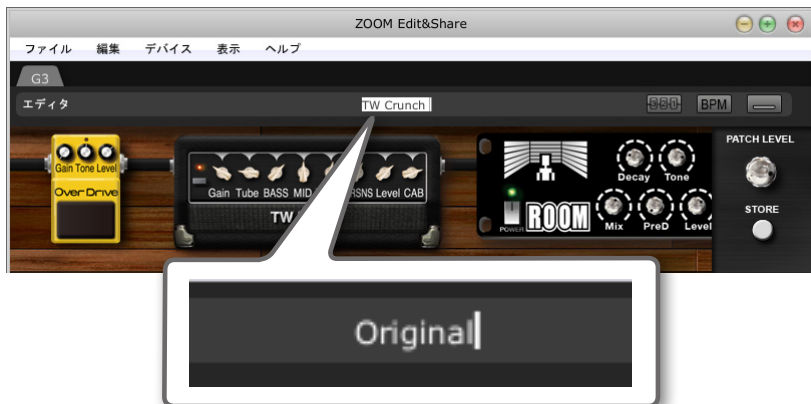 ZOOM Edit&Share
ファイル 編集 デバイス 表示 ヘルプ
G3
エディタ TW Crunch BPM
PATCH LEVEL
Gain Tone Level
Over Drive
Gain Tube BASS MID RSNS Level CAB
TW
Decay Tone
POWER ROOM Mix PreD Level
STORE
Original